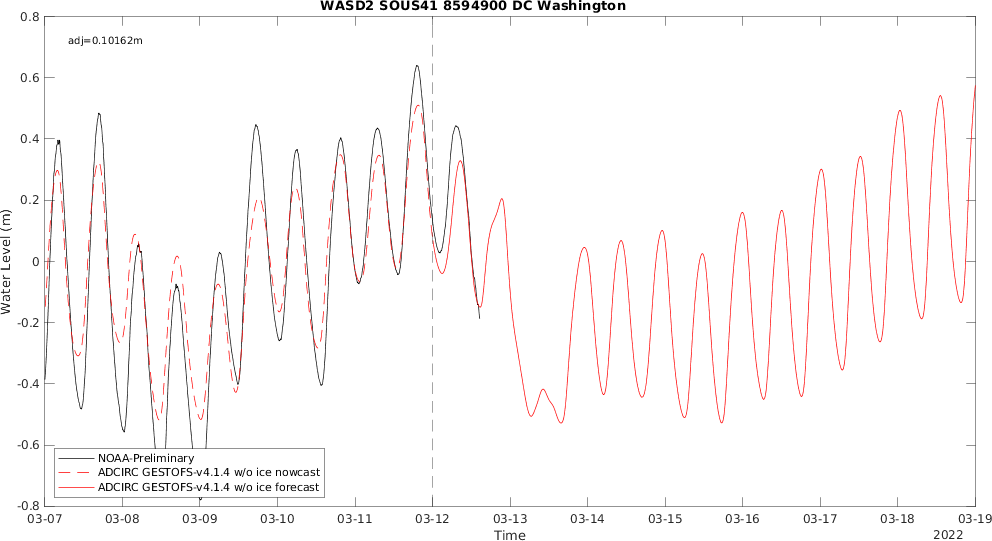 WASD2 SOUS41 8594900 DC Washington
adj=0.10162m
0.8
0.6
0.4
0.2
0
-0.2
-0.4
-0.6
-0.8
Water Level (m)
NOAA-Preliminary
ADCIRC GESTOFS-v4.1.4 w/o ice nowcast
ADCIRC GESTOFS-v4.1.4 w/o ice forecast
03-07 03-08 03-09 03-10 03-11 03-12 03-13 03-14 03-15 03-16 03-17 03-18 03-19
Time
2022